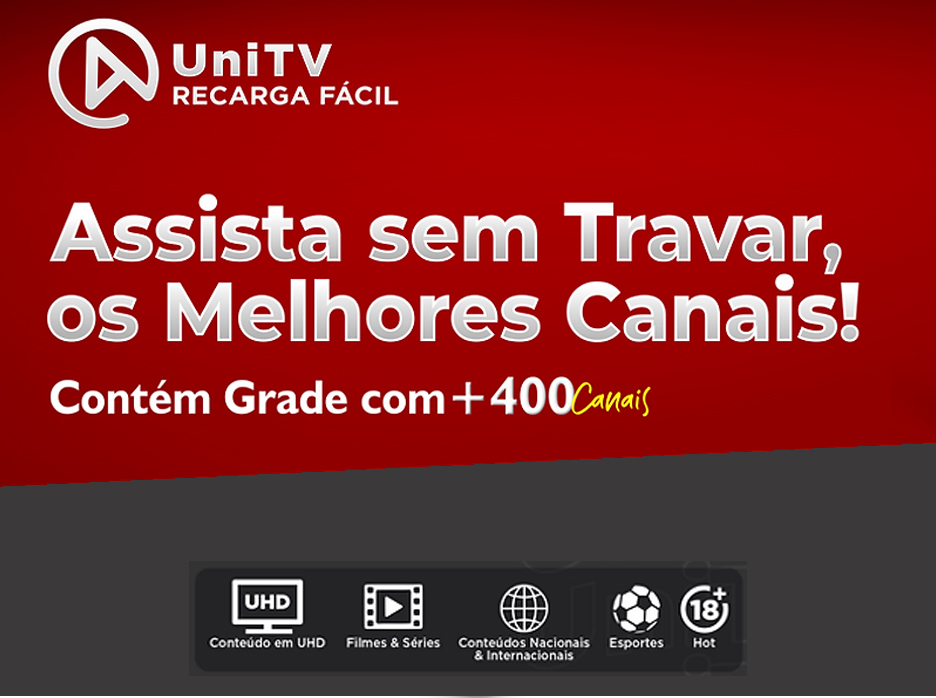 UniTV
RECARGA FÁCIL
Assista sem Travar,
os Melhores Canais!
Contém Grade com +400 Canais
UHD
Conteúdo em UHD
Filmes & Séries
Conteúdos Nacionais
& Internacionais
Esportes
18+
Hot